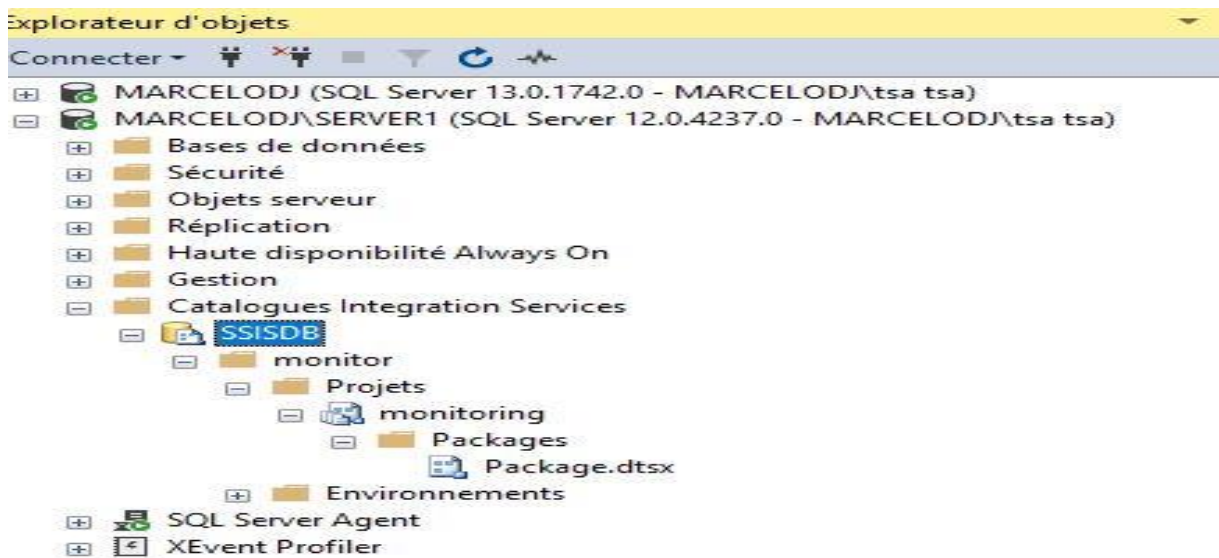 Explorateur d'objets
Connecter
MARCELODJ (SQL Server 13.0.1742.0 - MARCELODJ\tsa tsa)
MARCELODJ\SERVER1 (SQL Server 12.0.4237.0 - MARCELODJ\tsa tsa)
Bases de données
Sécurité
Objets serveur
Réplication
Haute disponibilité Always On
Gestion
Catalogues Integration Services
SSISDB
monitor
Projets
monitoring
Packages
Package.dtsx
Environnements
SQL Server Agent
XEvent Profiler